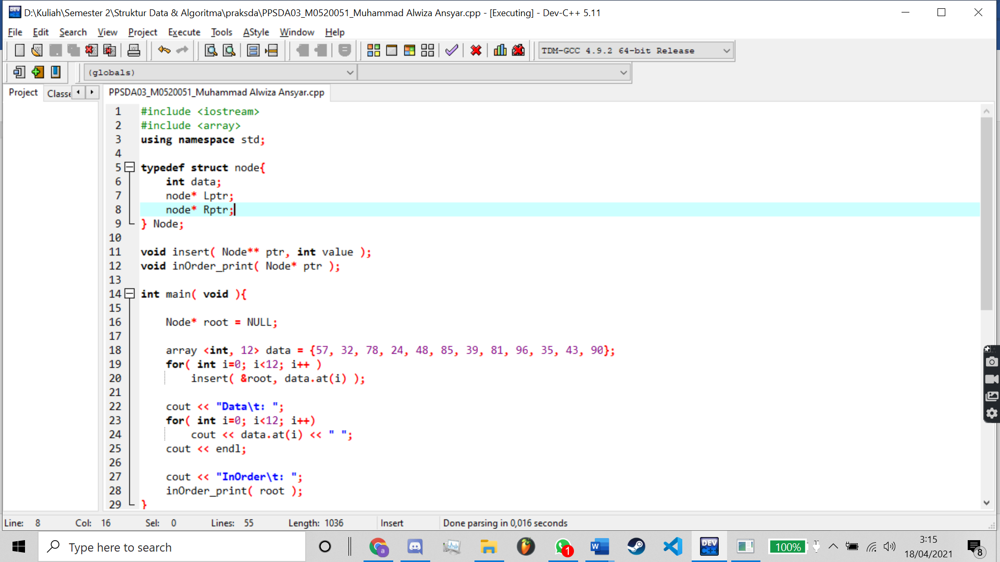 D:\Kuliah\Semester 2\Struktur Data & Algoritma\praksda\PPSDA03_M0520051_Muhammad Alwiza Ansyar.cpp - [Executing] - Dev-C++ 5.11
File Edit Search View Project Execute Tools AStyle Window Help
TDM-GCC 4.9.2 64-bit Release
(globals)
Project Classe PPSDA03_M0520051_Muhammad Alwiza Ansyar.cpp
1 #include <iostream>
2 #include <array>
3 using namespace std;
4
5 typedef struct node{
6 int data;
7 node* Lptr;
8 node* Rptr;
9 } Node;
10
11 void insert( Node** ptr, int value );
12 void inOrder_print( Node* ptr );
13
14 int main( void ){
15
16 Node* root = NULL;
17
18 array <int, 12> data = {57, 32, 78, 24, 48, 85, 39, 81, 96, 35, 43, 90};
19 for( int i=0; i<12; i++ )
20 insert( &root, data.at(i) );
21
22 cout << "Data\t: ";
23 for( int i=0; i<12; i++)
24 cout << data.at(i) << " ";
25 cout << endl;
26
27 cout << "InOrder\t: ";
28 inOrder_print( root );
29 }
Line: 8 Col: 16 Sel: 0 Lines: 55 Length: 1036 Insert Done parsing in 0,016 seconds
Type here to search
a
1
W
DEV C++
100%
3:15
18/04/2021
8